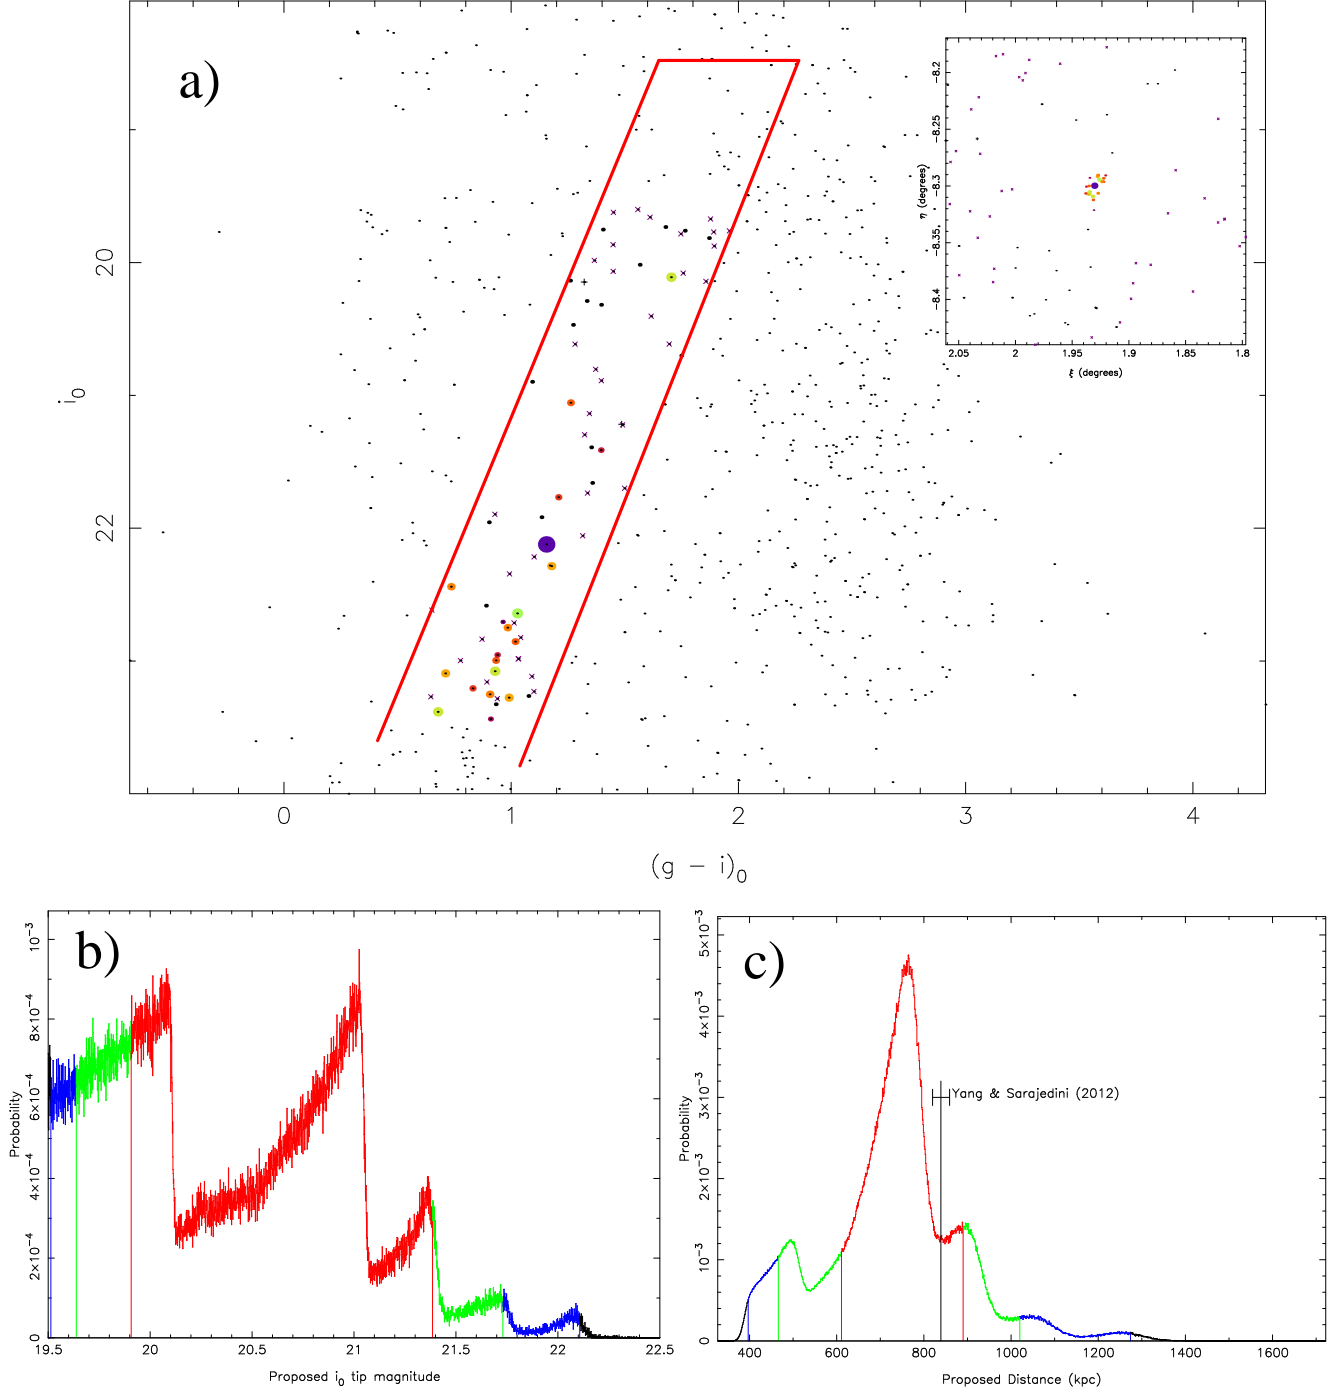 a)
i0
20
22
0 1 2 3 4
(g − i)0
η (degrees)
−8.2
−8.25
−8.3
−8.35
−8.4
2.05 2 1.95 1.9 1.85 1.8
ξ (degrees)
b)
Probability
10−3
8×10−4
6×10−4
4×10−4
2×10−4
0
19.5 20 20.5 21 21.5 22 22.5
Proposed i0 tip magnitude
c)
Probability
5×10−3
4×10−3
3×10−3
2×10−3
10−3
0
Yang & Sarajedini (2012)
400 600 800 1000 1200 1400 1600
Proposed Distance (kpc)